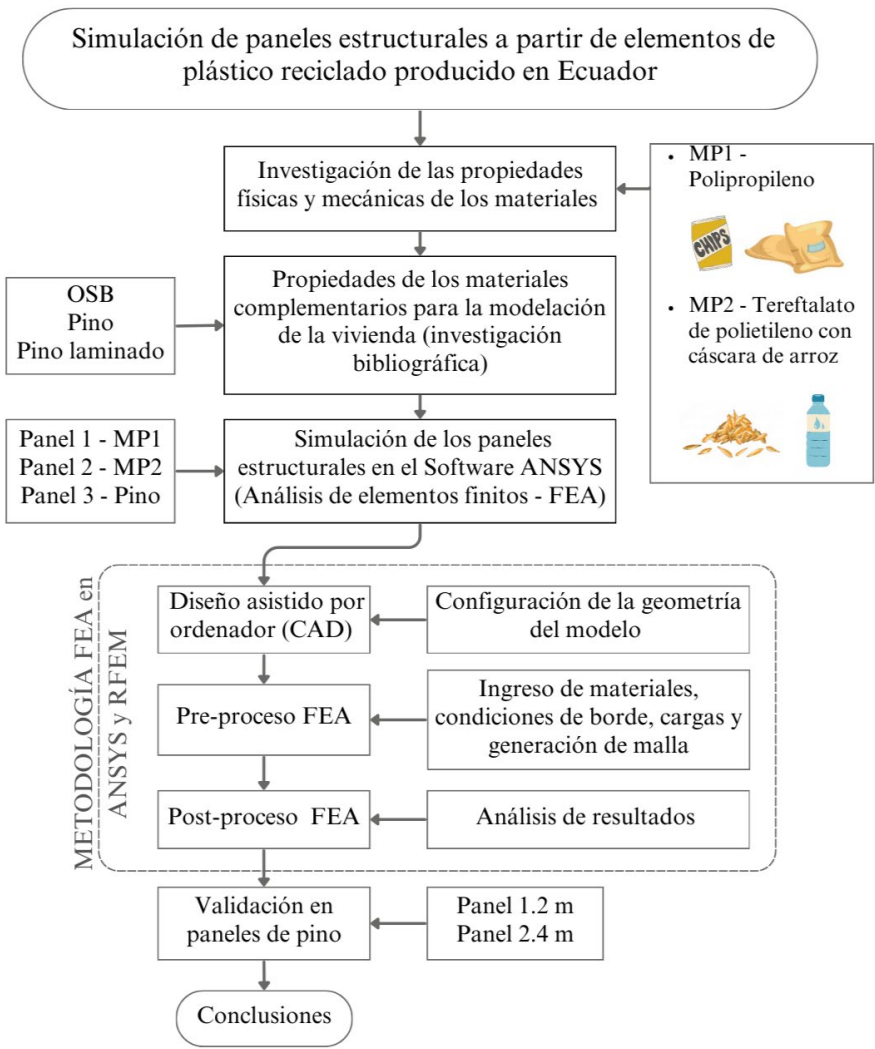 Simulación de paneles estructurales a partir de elementos de
plástico reciclado producido en Ecuador
Investigación de las propiedades
físicas y mecánicas de los materiales
• MP1 -
Polipropileno
CHIPS
• MP2 - Tereftalato
de polietileno con
cáscara de arroz
OSB
Pino
Pino laminado
Propiedades de los materiales
complementarios para la modelación
de la vivienda (investigación
bibliográfica)
Panel 1 - MP1
Panel 2 - MP2
Panel 3 - Pino
Simulación de los paneles
estructurales en el Software ANSYS
(Análisis de elementos finitos - FEA)
METODOLOGÍA FEA en
ANSYS y RFEM
Diseño asistido por
ordenador (CAD)
Configuración de la geometría
del modelo
Pre-proceso FEA
Ingreso de materiales,
condiciones de borde, cargas y
generación de malla
Post-proceso FEA
Análisis de resultados
Validación en
paneles de pino
Panel 1.2 m
Panel 2.4 m
Conclusiones